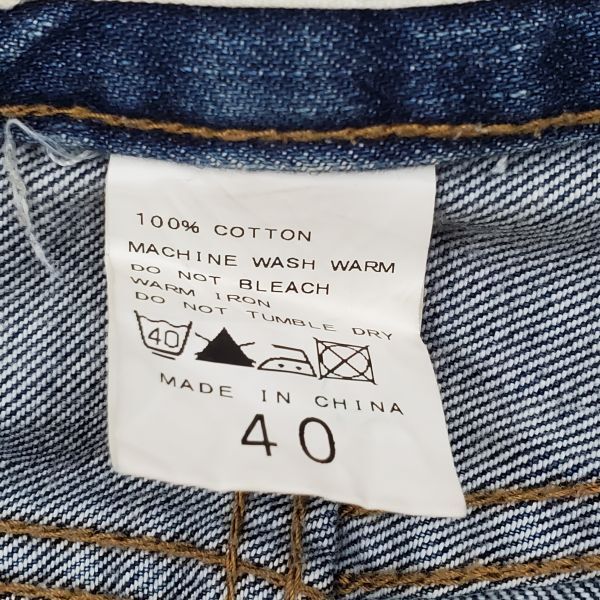 100% COTTON
MACHINE WASH WARM
DO NOT BLEACH
WARM IRON
DO NOT TUMBLE DRY
40
MADE IN CHINA
40